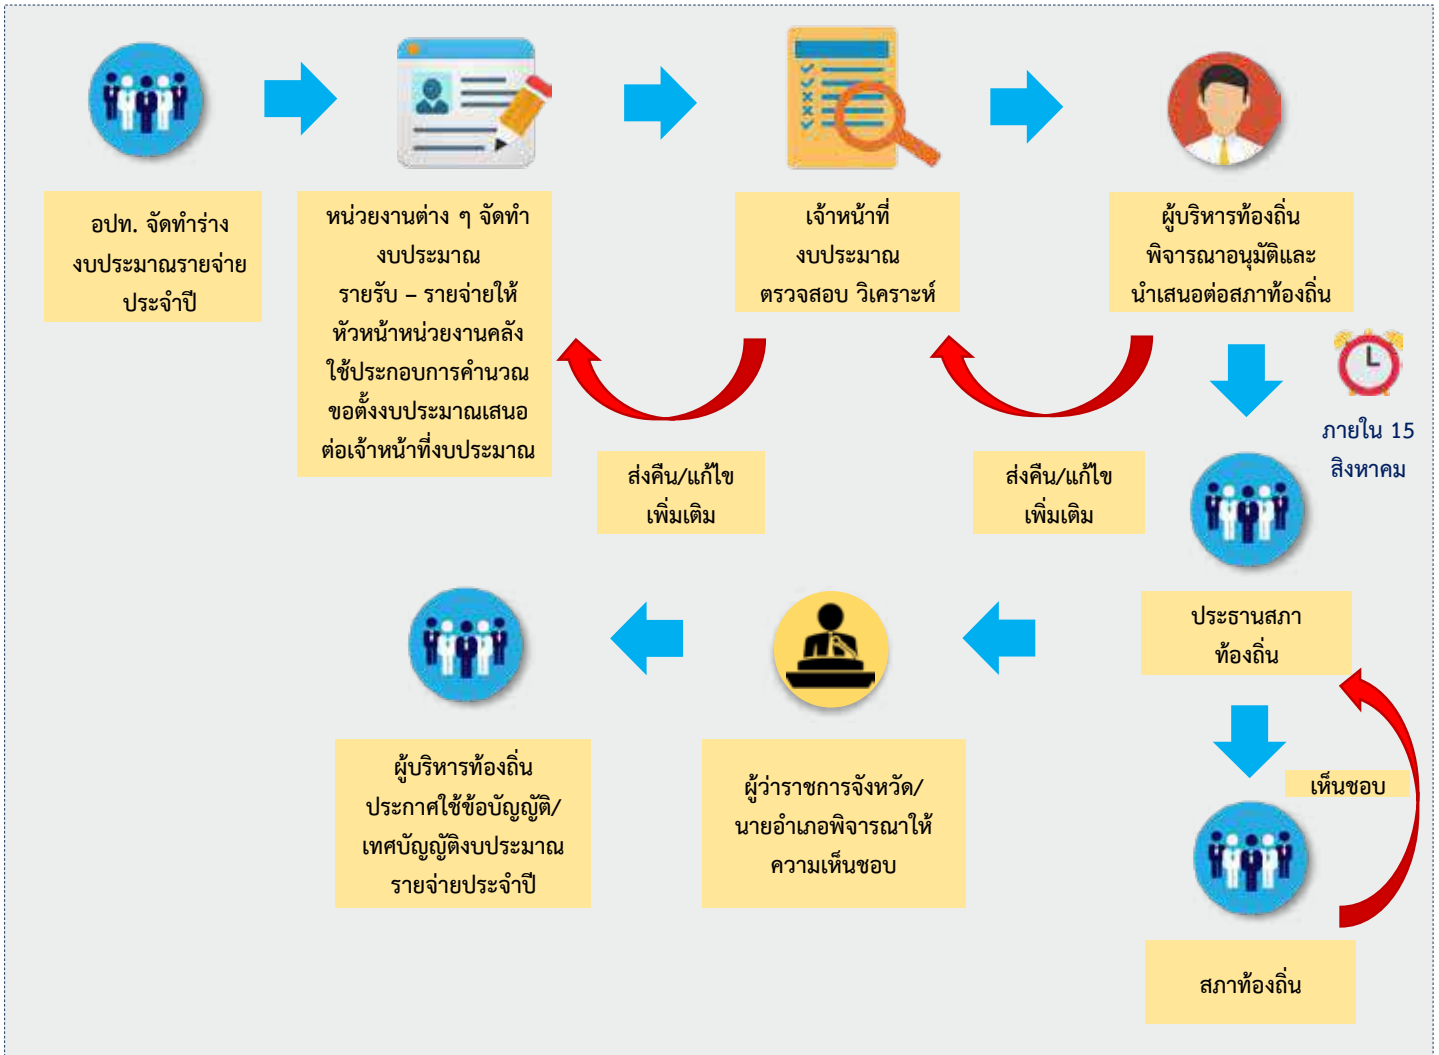 อปท. จัดทำร่าง
งบประมาณรายจ่าย
ประจำปี
หน่วยงานต่าง ๆ จัดทำ
งบประมาณ
รายรับ – รายจ่ายให้
หัวหน้าหน่วยงานคลัง
ใช้ประกอบการคำนวณ
ขอตั้งงบประมาณเสนอ
ต่อเจ้าหน้าที่งบประมาณ
เจ้าหน้าที่
งบประมาณ
ตรวจสอบ วิเคราะห์
ผู้บริหารท้องถิ่น
พิจารณาอนุมัติและ
นำเสนอต่อสภาท้องถิ่น
ส่งคืน/แก้ไข
เพิ่มเติม
ส่งคืน/แก้ไข
เพิ่มเติม
ภายใน 15
สิงหาคม
ประธานสภา
ท้องถิ่น
เห็นชอบ
สภาท้องถิ่น
ผู้ว่าราชการจังหวัด/
นายอำเภอพิจารณาให้
ความเห็นชอบ
ผู้บริหารท้องถิ่น
ประกาศใช้ข้อบัญญัติ/
เทศบัญญัติงบประมาณ
รายจ่ายประจำปี